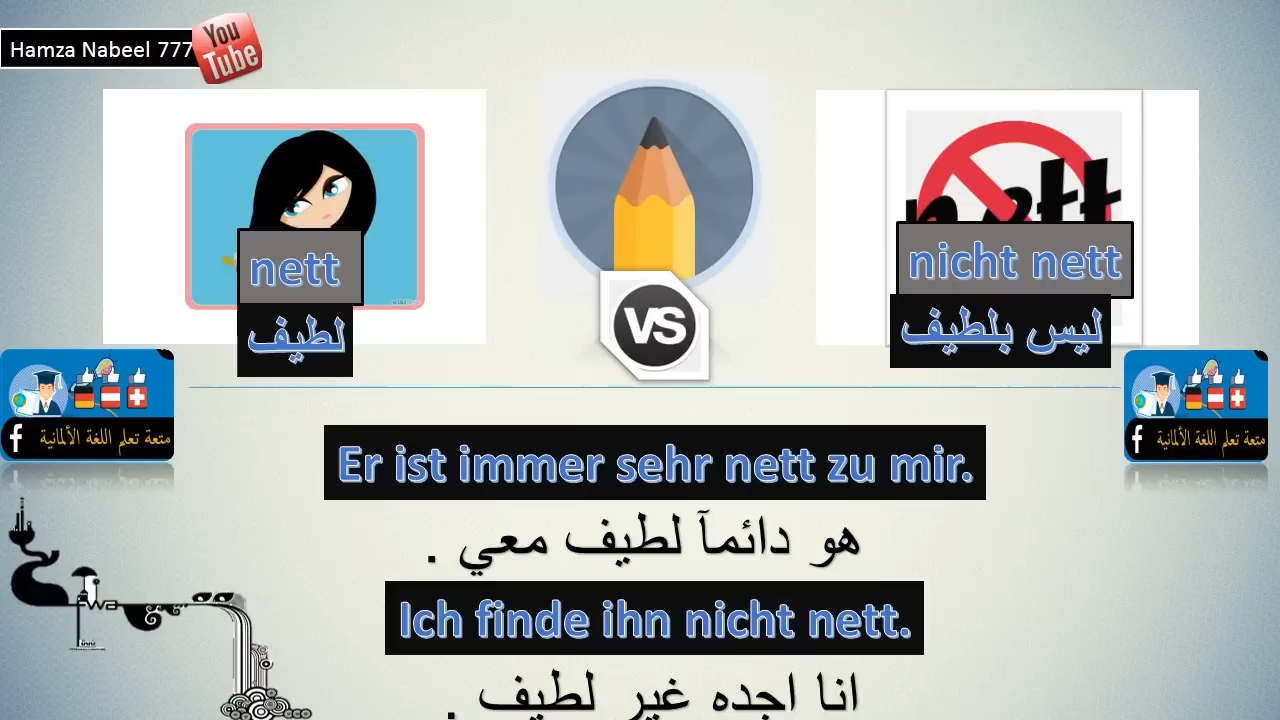 Hamza Nabeel 777
You
Tube
nett
لطيف
VS
nett
nicht nett
ليس بلطيف
متعة تعلم اللغة الألمانية
متعة تعلم اللغة الألمانية
Er ist immer sehr nett zu mir.
هو دائمآ لطيف معي .
Ich finde ihn nicht nett.
انا اجده غير لطيف .